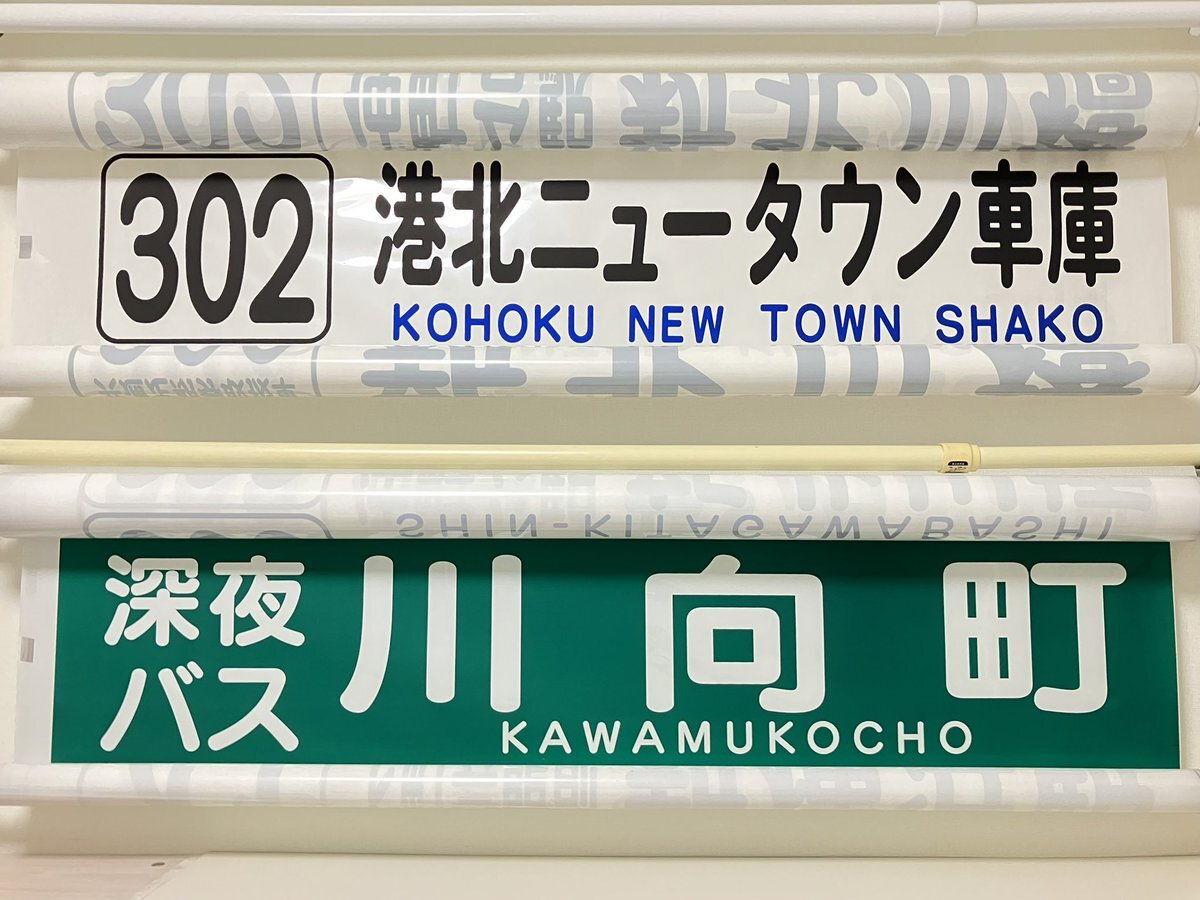 302 港北ニュータウン車庫
KOHOKU NEW TOWN SHAKO
SHIN-KITAGAWABASHI
深夜
バス
川向町
KAWAMUKOCHO